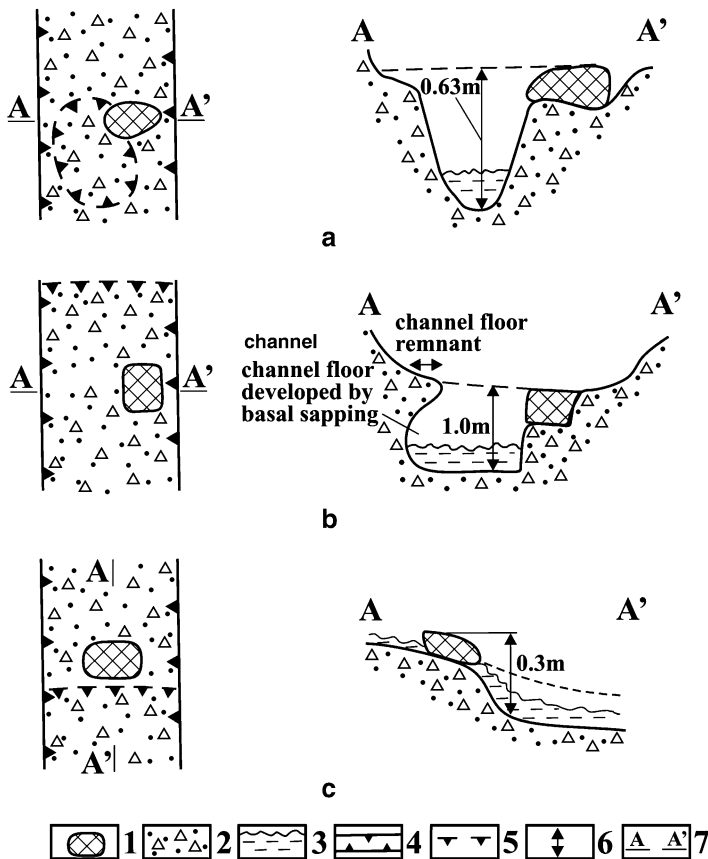 A A’
A A’
0.63m
a
A A’
channel floor
remnant
channel
A A’
channel floor
developed by
basal sapping
1.0m
b
A
A A’
0.3m
A’
c
1 2 3 4 5 6 A A’ 7